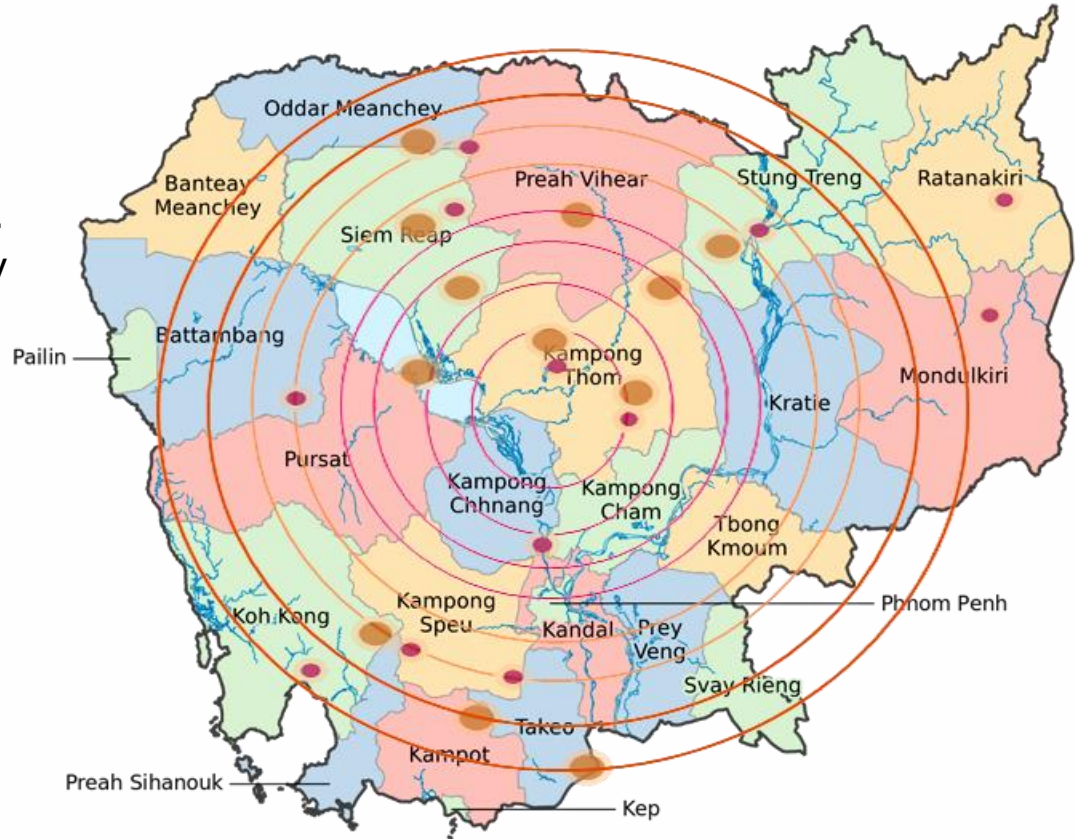 Oddar Meanchey
Banteay
Meanchey
Preah Vihear
Stung Treng
Ratanakiri
Siem Reap
Battambang
Pailin
Kampong
Thom
Mondulkiri
Kratie
Pursat
Kampong
Chhnang
Kampong
Cham
Tbong
Kmoum
Koh Kong
Kampong
Speu
Phnom Penh
Kandal
Prey
Veng
Svay Rieng
Takeo
Kampot
Preah Sihanouk
Kep